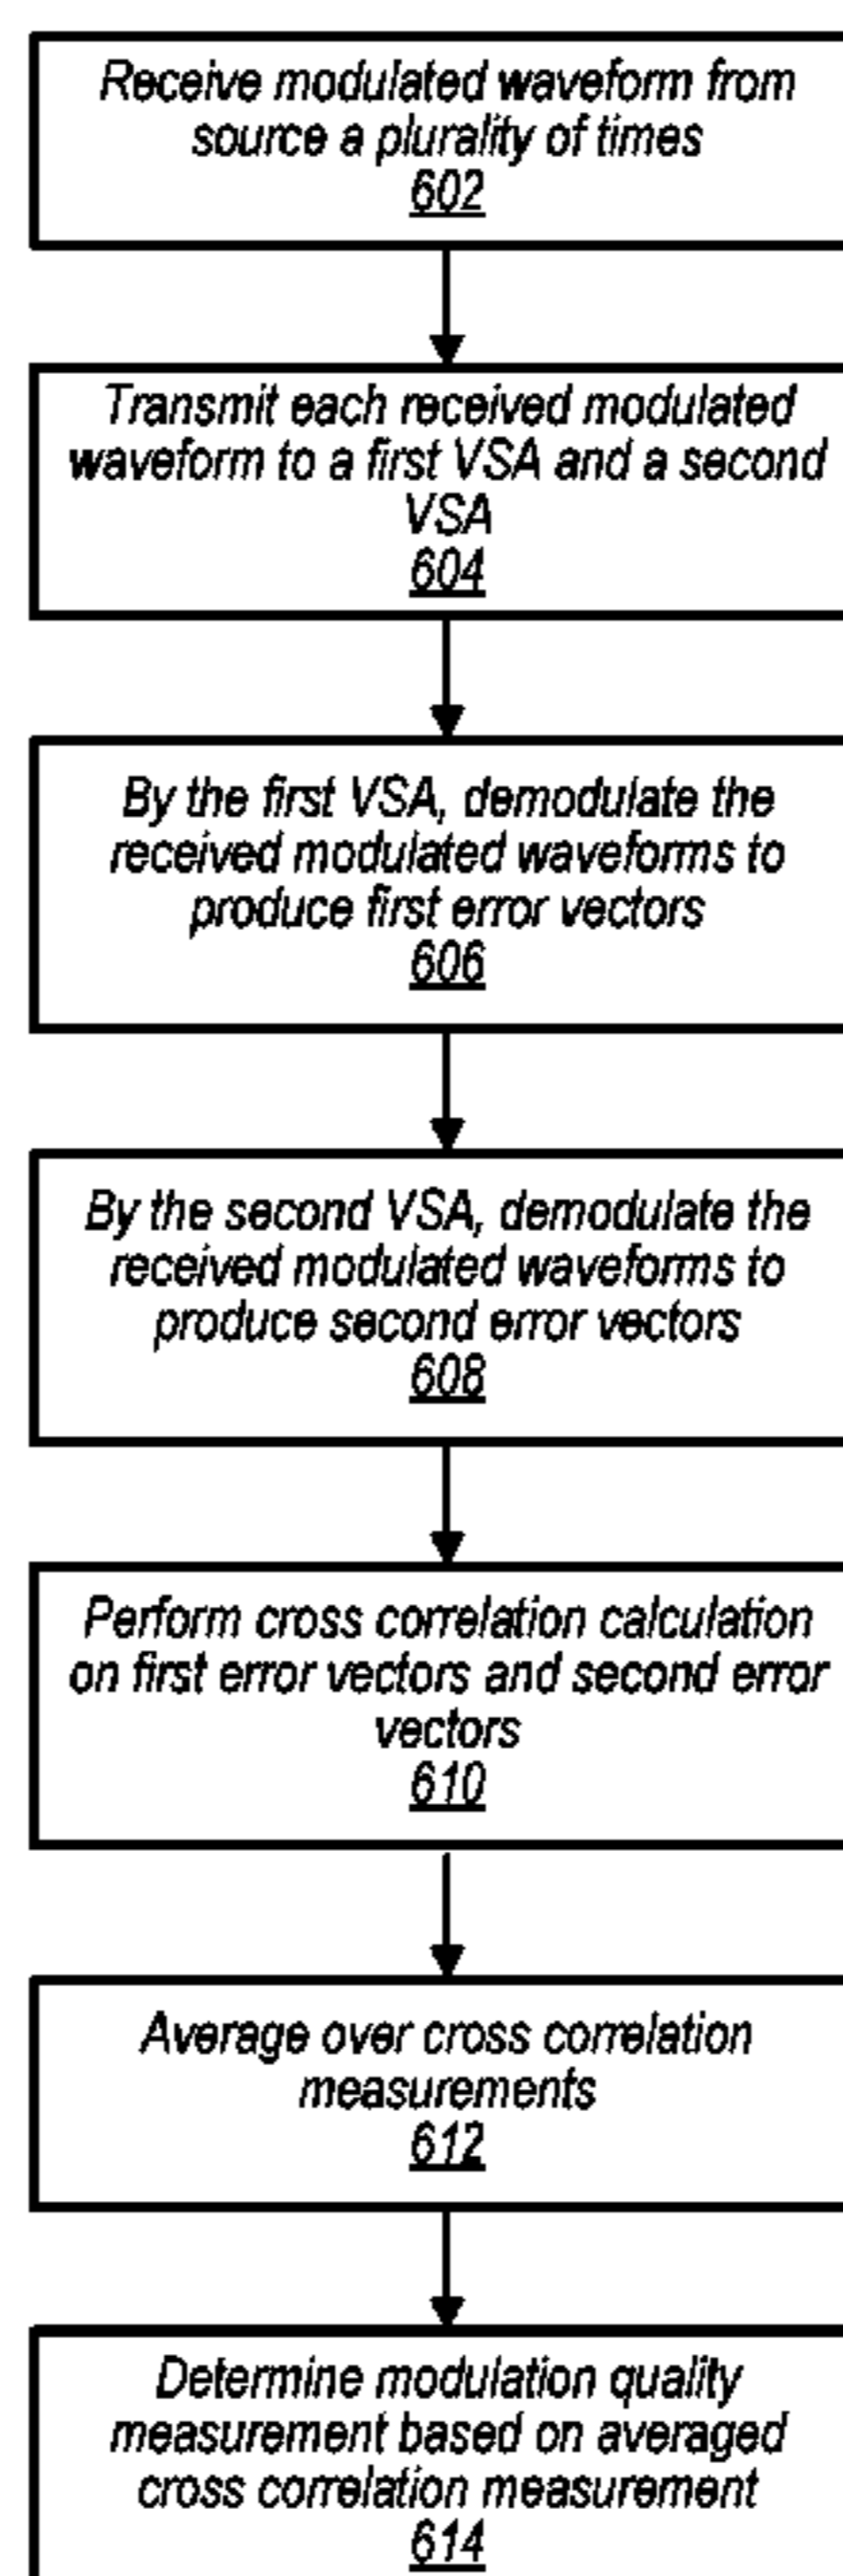 Receive modulated waveform from
source a plurality of times
602
Transmit each received modulated
waveform to a first VSA and a second
VSA
604
By the first VSA, demodulate the
received modulated waveforms to
produce first error vectors
606
By the second VSA, demodulate the
received modulated waveforms to
produce second error vectors
608
Perform cross correlation calculation
on first error vectors and second error
vectors
610
Average over cross correlation
measurements
612
Determine modulation quality
measurement based on averaged
cross correlation measurement
614